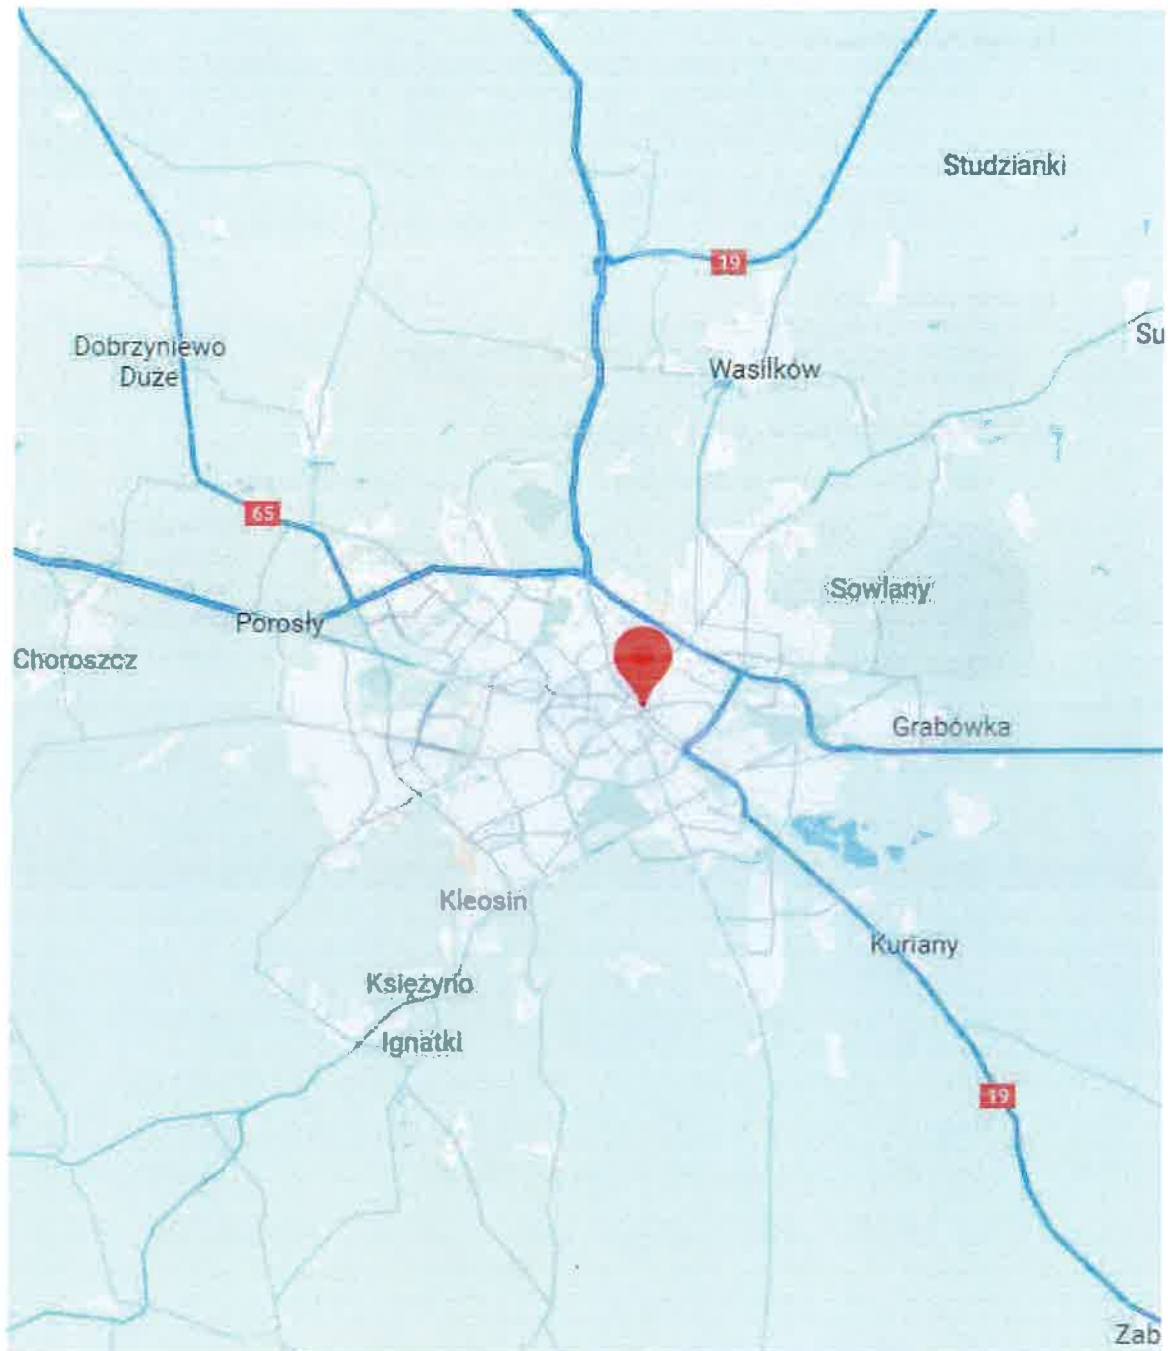 Studzianki
19
Su
Dobrzyniewo
Duże
Wasilków
65
Sowlany
Porosły
Choroszcz
Grabówka
Kleosin
Kuriany
Księżyno
Ignatki
19
Zab